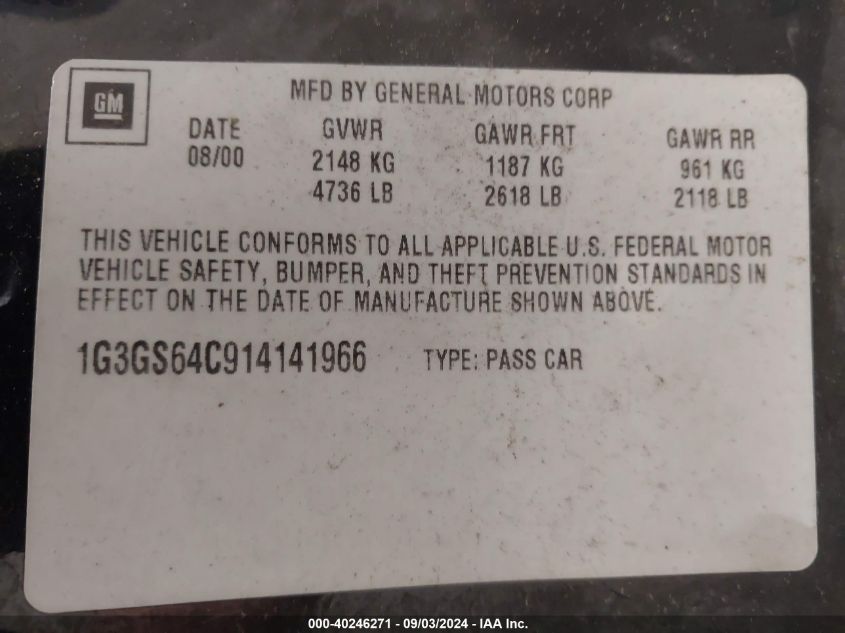 GM
MFD BY GENERAL MOTORS CORP
DATE GVWR GAWR FRT GAWR RR
08/00 2148 KG 1187 KG 961 KG
4736 LB 2618 LB 2118 LB
THIS VEHICLE CONFORMS TO ALL APPLICABLE U.S. FEDERAL MOTOR
VEHICLE SAFETY, BUMPER, AND THEFT PREVENTION STANDARDS IN
EFFECT ON THE DATE OF MANUFACTURE SHOWN ABOVE.
1G3GS64C914141966 TYPE: PASS CAR
000-40246271 - 09/03/2024 - IAA Inc.